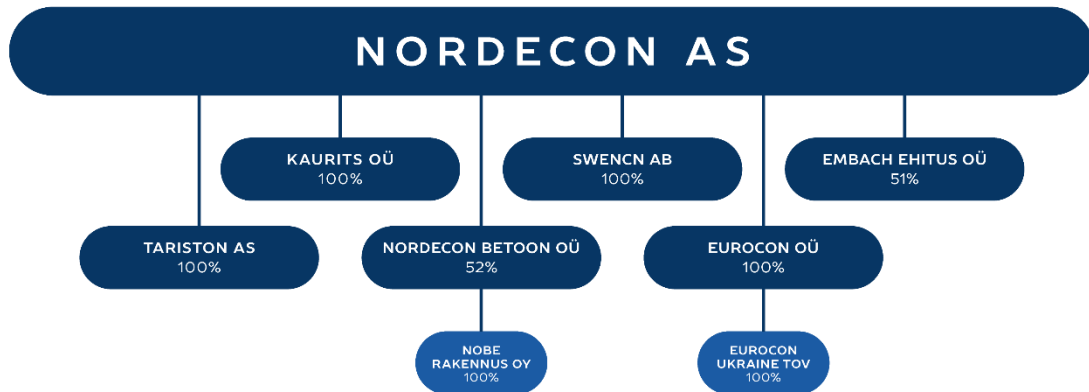 NORDECON AS
KAURITS OÜ
100%
SWENCN AB
100%
EMBACH EHITUS OÜ
51%
TARISTON AS
100%
NORDECON BETOON OÜ
52%
EUROCON OÜ
100%
NOBE
RAKENNUS OY
100%
EUROCON
UKRAINE TOV
100%